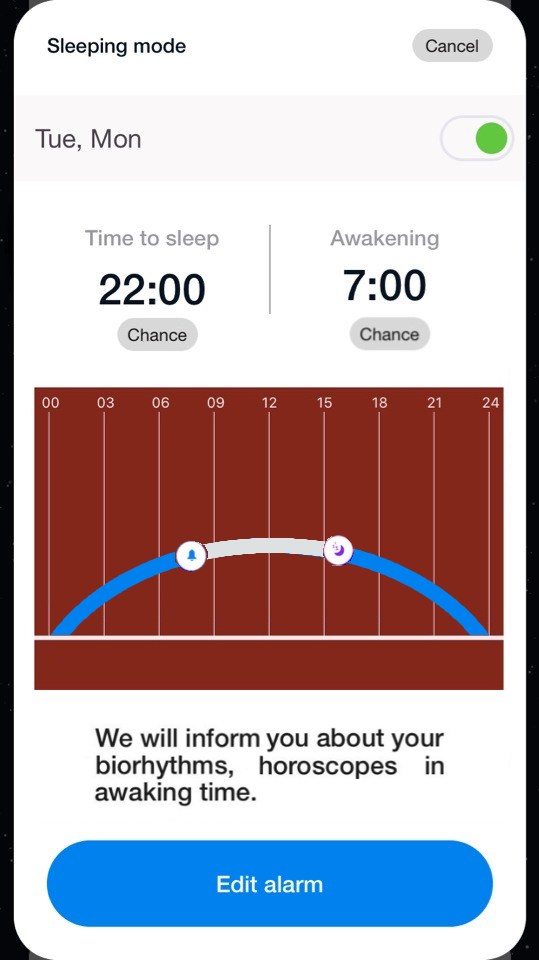 Sleeping mode
Cancel
Tue, Mon
Time to sleep
Awakening
22:00
7:00
Chance
Chance
00 03 06 09 12 15 18 21 24
We will inform you about your
biorhythms, horoscopes in
awaking time.
Edit alarm